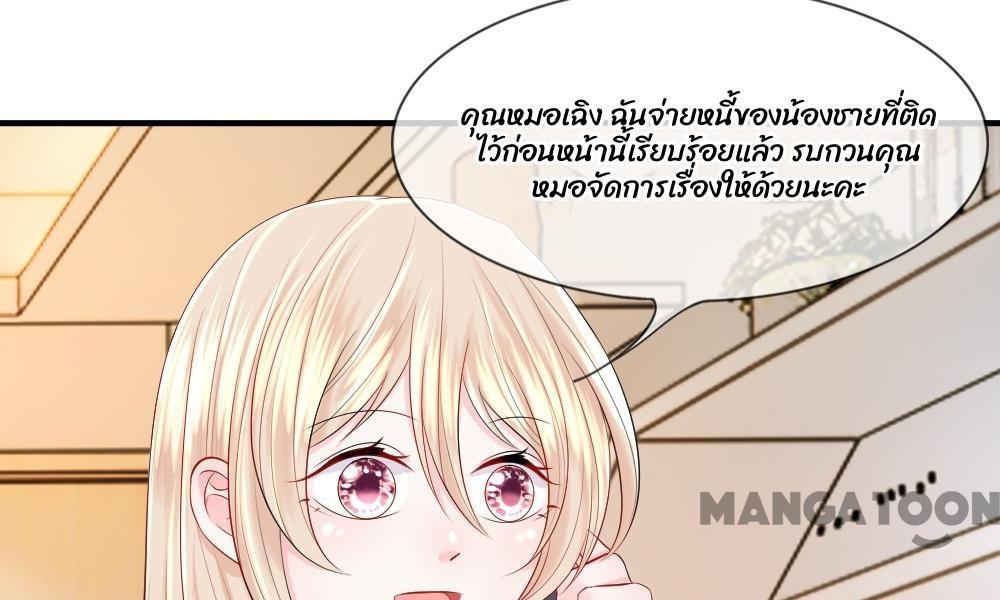 คุณหมอเฉิง ฉันจ่ายหนี้ของน้องชายที่ติด
ไว้ก่อนหน้านี้เรียบร้อยแล้ว รบกวนคุณ
หมอจัดการเรื่องให้ด้วยนะคะ
MANGATOON